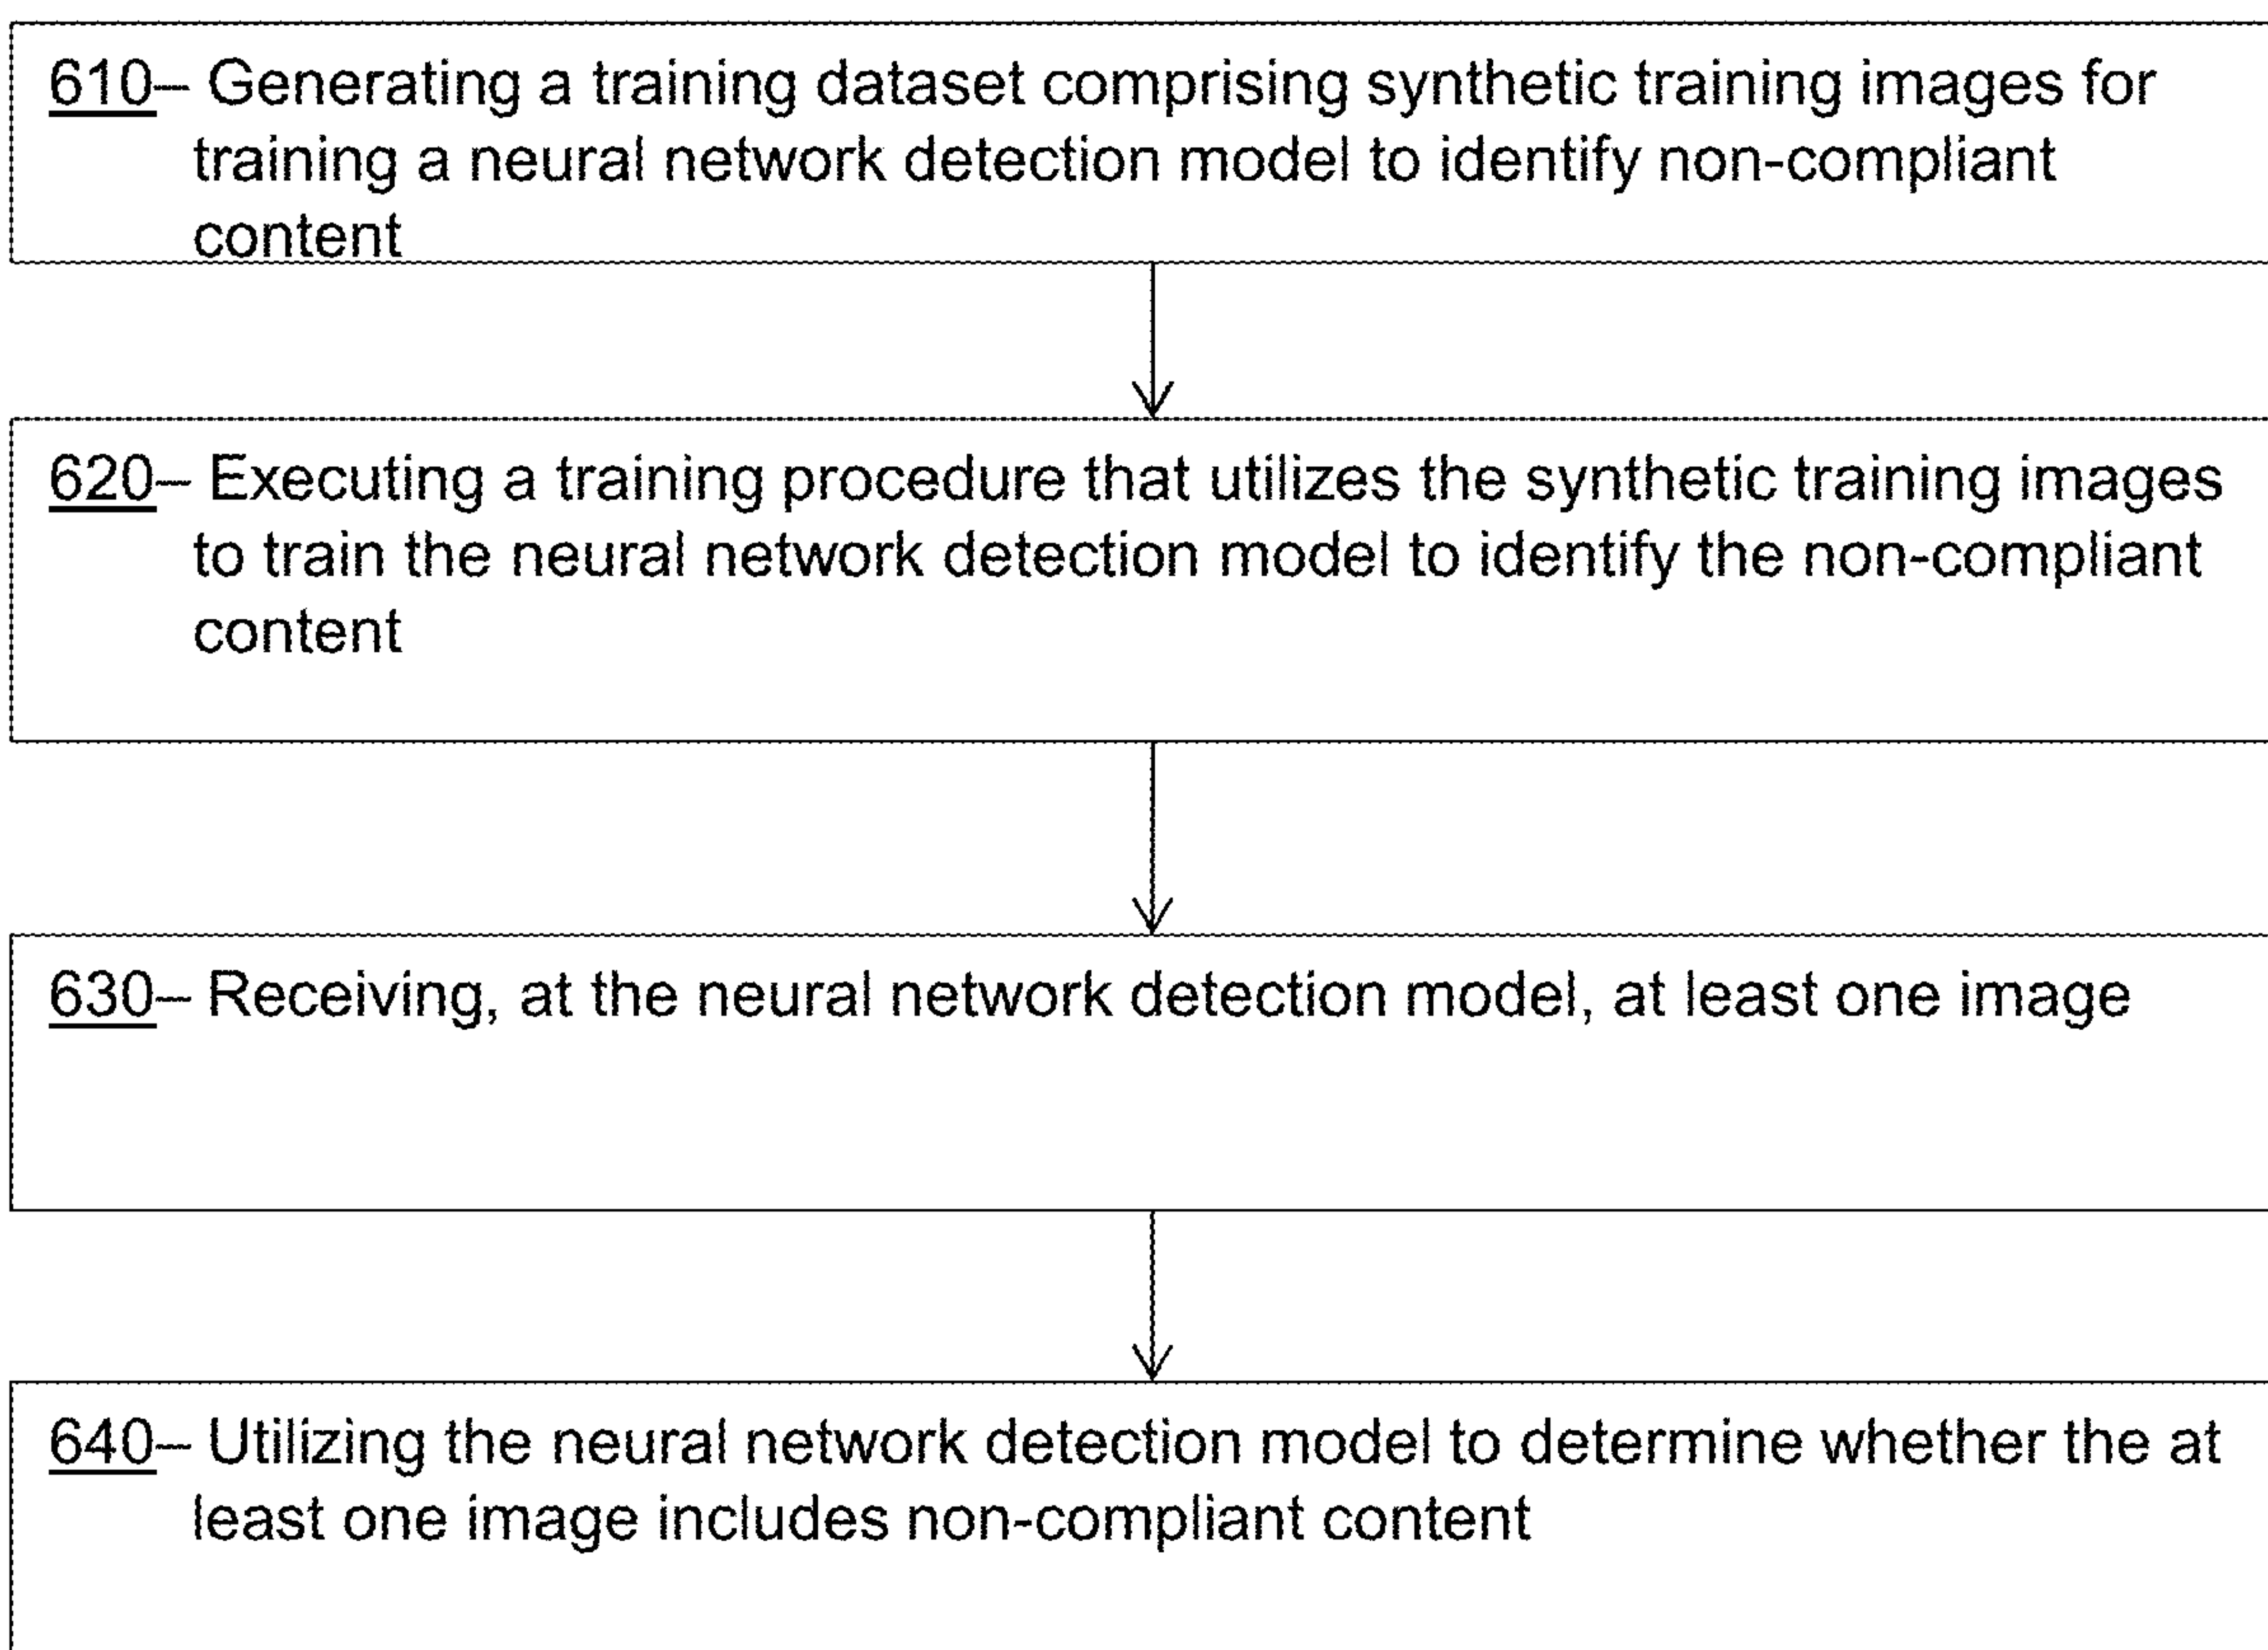 610– Generating a training dataset comprising synthetic training images for
training a neural network detection model to identify non-compliant
content
620– Executing a training procedure that utilizes the synthetic training images
to train the neural network detection model to identify the non-compliant
content
630– Receiving, at the neural network detection model, at least one image
640– Utilizing the neural network detection model to determine whether the at
least one image includes non-compliant content